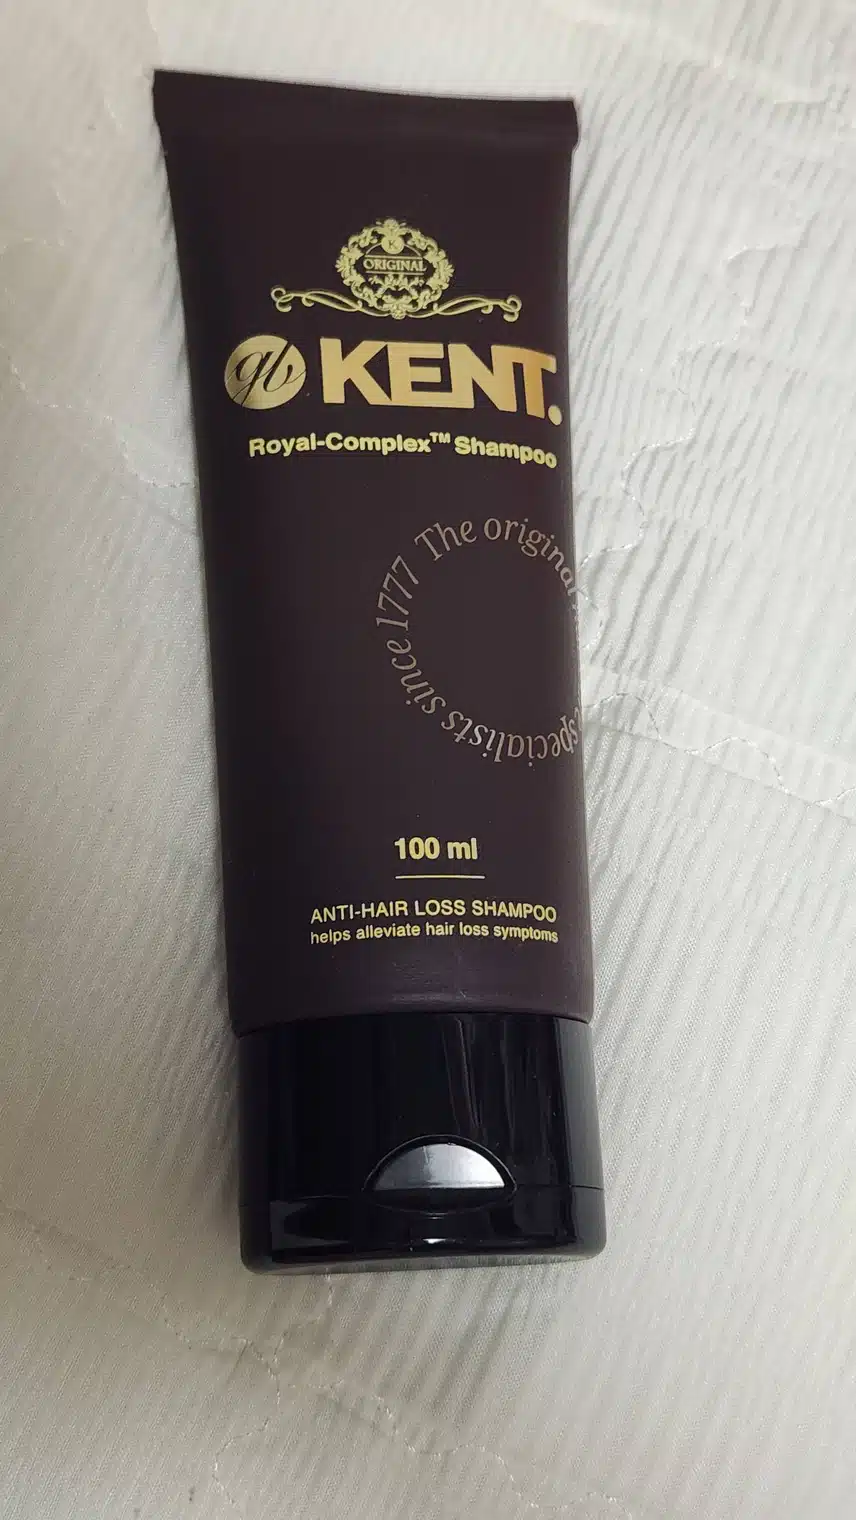 K
ORIGINAL
gb KENT.
Royal-Complex™ Shampoo
The original
specialists since 1777
100 ml
ANTI-HAIR LOSS SHAMPOO
helps alleviate hair loss symptoms